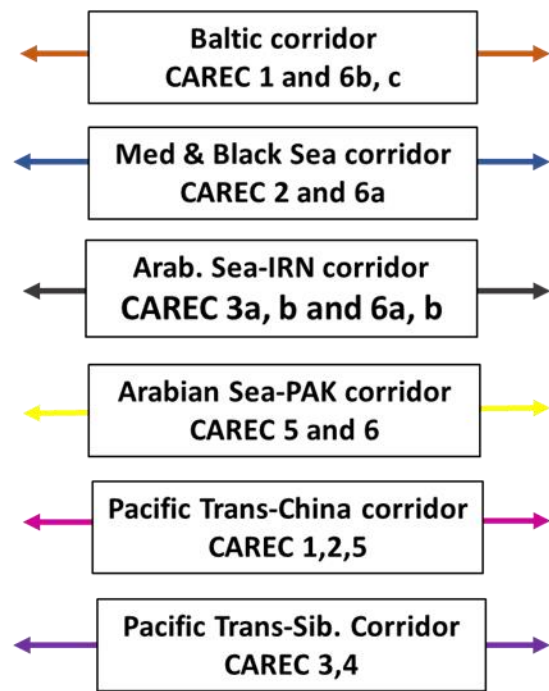 Baltic corridor
CAREC 1 and 6b, c
Med & Black Sea corridor
CAREC 2 and 6a
Arab. Sea-IRN corridor
CAREC 3a, b and 6a, b
Arabian Sea-PAK corridor
CAREC 5 and 6
Pacific Trans-China corridor
CAREC 1,2,5
Pacific Trans-Sib. Corridor
CAREC 3,4